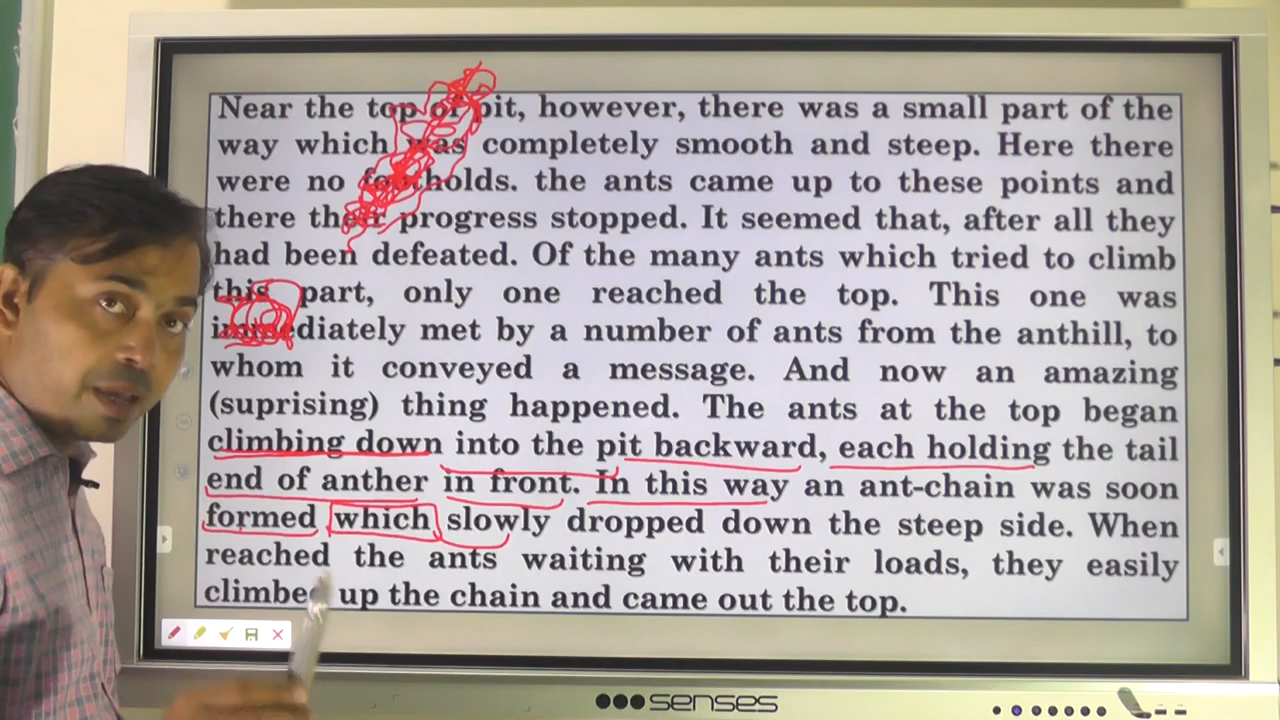 Near the top of pit, however, there was a small part of the
way which was completely smooth and steep. Here there
were no footholds. the ants came up to these points and
there their progress stopped. It seemed that, after all they
had been defeated. Of the many ants which tried to climb
this part, only one reached the top. This one was
immediately met by a number of ants from the anthill, to
whom it conveyed a message. And now an amazing
(suprising) thing happened. The ants at the top began
climbing down into the pit backward, each holding the tail
end of anther in front. In this way an ant-chain was soon
formed which slowly dropped down the steep side. When
reached the ants waiting with their loads, they easily
climbed up the chain and came out the top.
senses